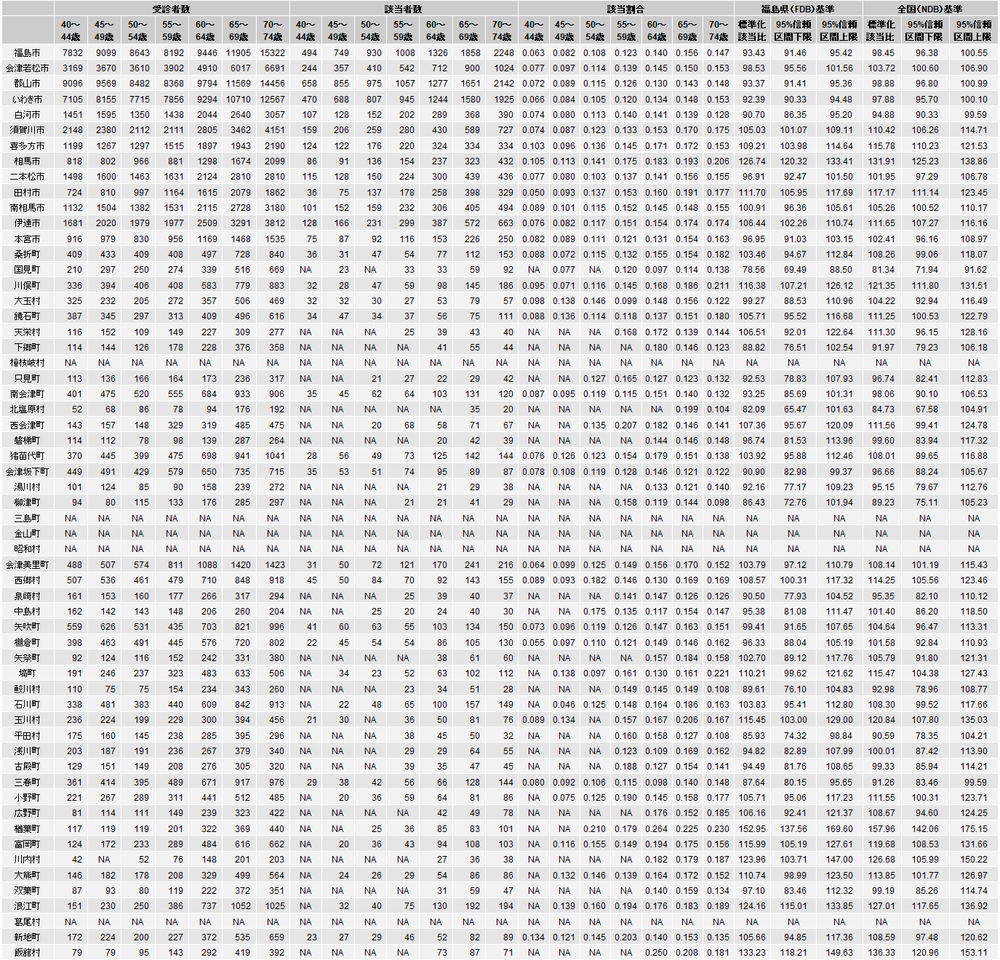 受診者数 該当者数 該当割合 福島県(FDB)基準 全国(NDB)基準
40～ 45～ 50～ 55～ 60～ 65～ 70～ 40～ 45～ 50～ 55～ 60～ 65～ 70～ 40～ 45～ 50～ 55～ 60～ 65～ 70～ 標準化 95%信頼 95%信頼 標準化 95%信頼 95%信頼
44歳 49歳 54歳 59歳 64歳 69歳 74歳 44歳 49歳 54歳 59歳 64歳 69歳 74歳 44歳 49歳 54歳 59歳 64歳 69歳 74歳 該当比 区間下限 区間上限 該当比 区間下限 区間上限
福島市 7832 9099 8643 8192 9446 11905 15322 494 749 930 1008 1326 1858 2248 0.063 0.082 0.108 0.123 0.140 0.156 0.147 93.43 91.46 95.42 98.45 96.38 100.55
会津若松市 3169 3670 3610 3902 4910 6017 6691 244 357 410 542 712 900 1024 0.077 0.097 0.114 0.139 0.145 0.150 0.153 98.53 95.56 101.56 103.72 100.60 106.90
郡山市 9096 9569 8482 8368 9794 11569 14456 658 855 975 1057 1277 1651 2142 0.072 0.089 0.115 0.126 0.130 0.143 0.148 93.37 91.41 95.36 98.88 96.80 100.99
いわき市 7105 8155 7715 7856 9294 10710 12567 470 688 807 945 1244 1580 1925 0.066 0.084 0.105 0.120 0.134 0.148 0.153 92.39 90.33 94.48 97.88 95.70 100.10
白河市 1451 1595 1350 1438 2044 2640 3057 107 128 152 202 289 368 390 0.074 0.080 0.113 0.140 0.141 0.139 0.128 90.70 86.35 95.20 94.88 90.33 99.59
須賀川市 2148 2380 2112 2111 2805 3462 4151 159 206 259 280 430 589 727 0.074 0.087 0.123 0.133 0.153 0.170 0.175 105.03 101.07 109.11 110.42 106.26 114.71
喜多方市 1199 1267 1297 1515 1897 1943 2190 124 122 176 220 324 334 334 0.103 0.096 0.136 0.145 0.171 0.172 0.153 109.21 103.98 114.64 115.78 110.23 121.53
相馬市 818 802 966 881 1298 1674 2099 86 91 136 154 237 323 432 0.105 0.113 0.141 0.175 0.183 0.193 0.206 126.74 120.32 133.41 131.91 125.23 138.86
二本松市 1498 1600 1463 1631 2124 2810 2810 115 128 150 224 300 439 436 0.077 0.080 0.103 0.137 0.141 0.156 0.155 96.91 92.47 101.50 101.95 97.29 106.78
田村市 724 810 997 1164 1615 2079 1862 36 75 137 178 258 398 329 0.050 0.093 0.137 0.153 0.160 0.191 0.177 111.70 105.95 117.69 117.17 111.14 123.45
南相馬市 1132 1504 1382 1531 2115 2728 3180 101 152 159 232 306 405 494 0.089 0.101 0.115 0.152 0.145 0.148 0.155 100.91 96.36 105.61 105.26 100.52 110.17
伊達市 1681 2020 1979 1977 2509 3291 3812 128 166 231 299 387 572 663 0.076 0.082 0.117 0.151 0.154 0.174 0.174 106.44 102.26 110.74 111.65 107.27 116.16
本宮市 916 979 830 956 1169 1468 1535 75 87 92 116 153 226 250 0.082 0.089 0.111 0.121 0.131 0.154 0.163 96.95 91.03 103.15 102.41 96.16 108.97
桑折町 409 433 409 408 497 728 840 36 31 47 54 77 112 153 0.088 0.072 0.115 0.132 0.155 0.154 0.182 103.46 94.67 112.84 108.26 99.06 118.07
国見町 210 297 250 274 339 516 669 NA 23 NA 33 33 59 92 NA 0.077 NA 0.120 0.097 0.114 0.138 78.56 69.49 88.50 81.34 71.94 91.62
川俣町 336 394 406 408 583 779 883 32 28 47 59 98 145 186 0.095 0.071 0.116 0.145 0.168 0.186 0.211 116.38 107.21 126.12 121.35 111.80 131.51
大玉村 325 232 205 272 357 506 469 32 32 30 27 53 79 57 0.098 0.138 0.146 0.099 0.148 0.156 0.122 99.27 88.53 110.96 104.22 92.94 116.49
鏡石町 387 345 297 313 409 496 616 34 47 34 37 56 75 111 0.088 0.136 0.114 0.118 0.137 0.151 0.180 105.71 95.52 116.68 111.25 100.53 122.79
天栄村 116 152 109 149 227 309 277 NA NA NA 25 39 43 40 NA NA NA 0.168 0.172 0.139 0.144 106.51 92.01 122.64 111.30 96.15 128.16
下郷町 114 144 126 178 228 376 358 NA NA NA NA 41 55 44 NA NA NA NA 0.180 0.146 0.123 88.82 76.51 102.54 91.97 79.23 106.18
檜枝岐村 NA NA NA NA NA NA NA NA NA NA NA NA NA NA NA NA NA NA NA NA NA NA NA NA NA NA NA
只見町 113 136 166 164 173 236 317 NA NA 21 27 22 29 42 NA NA 0.127 0.165 0.127 0.123 0.132 92.53 78.83 107.93 96.74 82.41 112.83
南会津町 401 475 520 555 684 933 906 35 45 62 64 103 131 120 0.087 0.095 0.119 0.115 0.151 0.140 0.132 93.25 85.69 101.31 98.06 90.10 106.53
北塩原村 52 68 86 78 94 176 192 NA NA NA NA NA 35 20 NA NA NA NA NA 0.199 0.104 82.09 65.47 101.63 84.73 67.58 104.91
西会津町 143 157 148 329 319 485 475 NA NA 20 68 58 71 67 NA NA 0.135 0.207 0.182 0.146 0.141 107.36 95.67 120.09 111.56 99.41 124.78
磐梯町 114 112 78 98 139 287 264 NA NA NA NA 20 42 39 NA NA NA NA 0.144 0.146 0.148 96.74 81.53 113.96 99.60 83.94 117.32
猪苗代町 370 445 399 475 698 941 1041 28 56 49 73 125 142 144 0.076 0.126 0.123 0.154 0.179 0.151 0.138 103.92 95.88 112.46 108.01 99.65 116.88
会津坂下町 449 491 429 579 650 735 715 35 53 51 74 95 89 87 0.078 0.108 0.119 0.128 0.146 0.121 0.122 90.90 82.98 99.37 96.66 88.24 105.67
湯川村 101 124 85 90 158 239 272 NA NA NA NA 21 29 38 NA NA NA NA 0.133 0.121 0.140 92.16 77.17 109.23 95.15 79.67 112.76
柳津町 94 80 115 133 176 285 297 NA NA NA 21 21 41 29 NA NA NA 0.158 0.119 0.144 0.098 86.43 72.76 101.94 89.23 75.11 105.23
三島町 NA NA NA NA NA NA NA NA NA NA NA NA NA NA NA NA NA NA NA NA NA NA NA NA NA NA NA
金山町 NA NA NA NA NA NA NA NA NA NA NA NA NA NA NA NA NA NA NA NA NA NA NA NA NA NA NA
昭和村 NA NA NA NA NA NA NA NA NA NA NA NA NA NA NA NA NA NA NA NA NA NA NA NA NA NA NA
会津美里町 488 507 574 811 1088 1420 1423 31 50 72 121 170 241 216 0.064 0.099 0.125 0.149 0.156 0.170 0.152 103.79 97.12 110.79 108.14 101.19 115.43
西郷村 507 536 461 479 710 848 918 45 50 84 70 92 143 155 0.089 0.093 0.182 0.146 0.130 0.169 0.169 108.57 100.31 117.32 114.25 105.56 123.46
泉崎村 161 153 160 177 266 317 294 NA NA NA 25 39 40 37 NA NA NA 0.141 0.147 0.126 0.126 90.50 77.93 104.52 95.35 82.10 110.12
中島村 162 142 143 148 206 260 204 NA NA 25 20 24 40 30 NA NA 0.175 0.135 0.117 0.154 0.147 95.38 81.08 111.47 101.40 86.20 118.50
矢吹町 559 626 531 435 703 821 996 41 60 63 55 103 134 150 0.073 0.096 0.119 0.126 0.147 0.163 0.151 99.41 91.65 107.65 104.64 96.47 113.31
棚倉町 398 463 491 445 576 720 802 22 45 54 54 86 105 130 0.055 0.097 0.110 0.121 0.149 0.146 0.162 96.33 88.04 105.19 101.58 92.84 110.93
矢祭町 92 124 116 152 242 331 380 NA NA NA NA 38 61 60 NA NA NA NA 0.157 0.184 0.158 102.70 89.12 117.76 105.79 91.80 121.31
塙町 191 246 237 323 483 633 506 NA 34 23 52 63 102 112 NA 0.138 0.097 0.161 0.130 0.161 0.221 110.21 99.62 121.62 115.47 104.38 127.43
鮫川村 110 75 75 154 234 343 260 NA NA NA 23 34 51 28 NA NA NA 0.149 0.145 0.149 0.108 89.61 76.10 104.83 92.98 78.96 108.77
石川町 338 481 383 440 609 842 913 NA 22 48 65 100 157 149 NA 0.046 0.125 0.148 0.164 0.186 0.163 103.83 95.41 112.80 108.30 99.52 117.66
玉川村 236 224 199 229 300 394 456 21 30 NA 36 50 81 76 0.089 0.134 NA 0.157 0.167 0.206 0.167 115.45 103.00 129.00 120.84 107.80 135.03
平田村 175 160 145 238 285 395 296 NA NA NA 38 45 50 32 NA NA NA 0.160 0.158 0.127 0.108 85.93 74.32 98.84 90.59 78.35 104.21
浅川町 203 187 191 236 267 379 340 NA NA NA 29 29 64 55 NA NA NA 0.123 0.109 0.169 0.162 94.82 82.89 107.99 100.01 87.42 113.90
古殿町 129 151 149 208 276 305 320 NA NA NA 39 35 47 45 NA NA NA 0.188 0.127 0.154 0.141 94.49 81.76 108.65 99.33 85.94 114.21
三春町 361 414 395 489 671 917 976 29 38 42 56 66 128 144 0.080 0.092 0.106 0.115 0.098 0.140 0.148 87.64 80.15 95.65 91.26 83.46 99.59
小野町 221 267 289 311 441 512 485 NA 20 36 59 64 81 86 NA 0.075 0.125 0.190 0.145 0.158 0.177 105.71 95.06 117.23 111.55 100.31 123.71
広野町 81 114 111 149 239 323 422 NA NA NA NA 42 49 78 NA NA NA NA 0.176 0.152 0.185 106.16 92.41 121.37 108.67 94.60 124.25
楢葉町 117 119 119 201 322 369 440 NA NA 25 36 85 83 101 NA NA 0.210 0.179 0.264 0.225 0.230 152.95 137.56 169.60 157.96 142.06 175.15
富岡町 124 172 233 289 484 616 662 NA 20 36 43 94 108 103 NA 0.116 0.155 0.149 0.194 0.175 0.156 115.99 105.19 127.61 119.68 108.53 131.66
川内村 42 NA 52 76 148 201 203 NA NA NA NA 27 36 38 NA NA NA NA 0.182 0.179 0.187 123.96 103.71 147.00 126.68 105.99 150.22
大熊町 146 182 178 208 329 499 564 NA 24 26 29 54 86 86 NA 0.132 0.146 0.139 0.164 0.172 0.152 110.74 98.99 123.50 113.85 101.77 126.97
双葉町 87 93 80 119 222 372 351 NA NA NA NA 31 59 47 NA NA NA NA 0.140 0.159 0.134 97.10 83.46 112.32 99.19 85.26 114.74
浪江町 151 230 250 386 737 1052 1025 NA 32 40 75 130 192 194 NA 0.139 0.160 0.194 0.176 0.183 0.189 124.16 115.01 133.85 127.01 117.65 136.92
葛尾村 NA NA NA NA NA NA NA NA NA NA NA NA NA NA NA NA NA NA NA NA NA NA NA NA NA NA NA
新地町 172 224 200 227 372 535 659 23 27 29 46 52 82 89 0.134 0.121 0.145 0.203 0.140 0.153 0.135 105.66 94.85 117.36 108.59 97.48 120.62
飯舘村 79 79 95 143 292 419 392 NA NA NA NA 73 87 71 NA NA NA NA 0.250 0.208 0.181 133.23 118.21 149.63 136.33 120.96 153.11